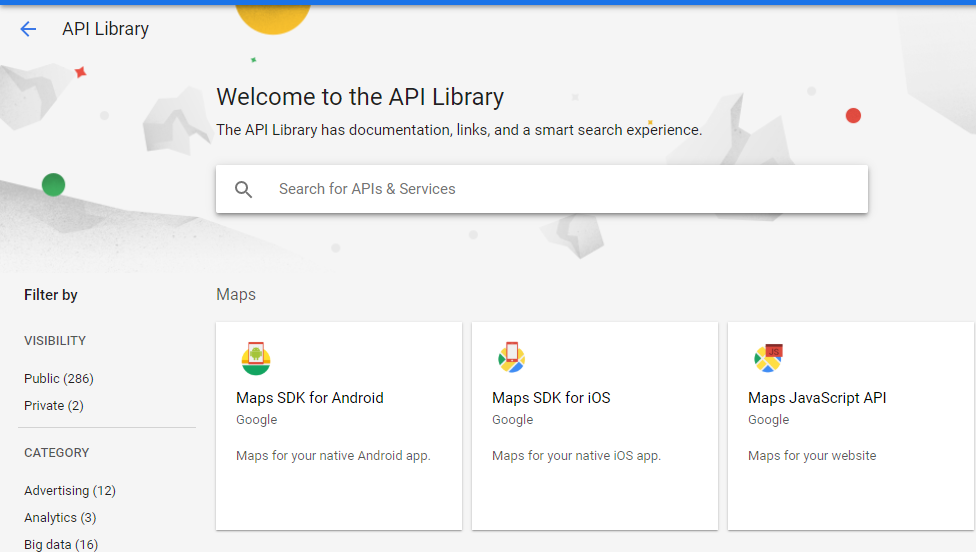 API Library
Welcome to the API Library
The API Library has documentation, links, and a smart search experience.
Search for APIs & Services
Filter by
VISIBILITY
Public (286)
Private (2)
CATEGORY
Advertising (12)
Analytics (3)
Big data (16)
Maps
Maps SDK for Android
Google
Maps for your native Android app.
Maps SDK for iOS
Google
Maps for your native iOS app.
JS
Maps JavaScript API
Google
Maps for your website